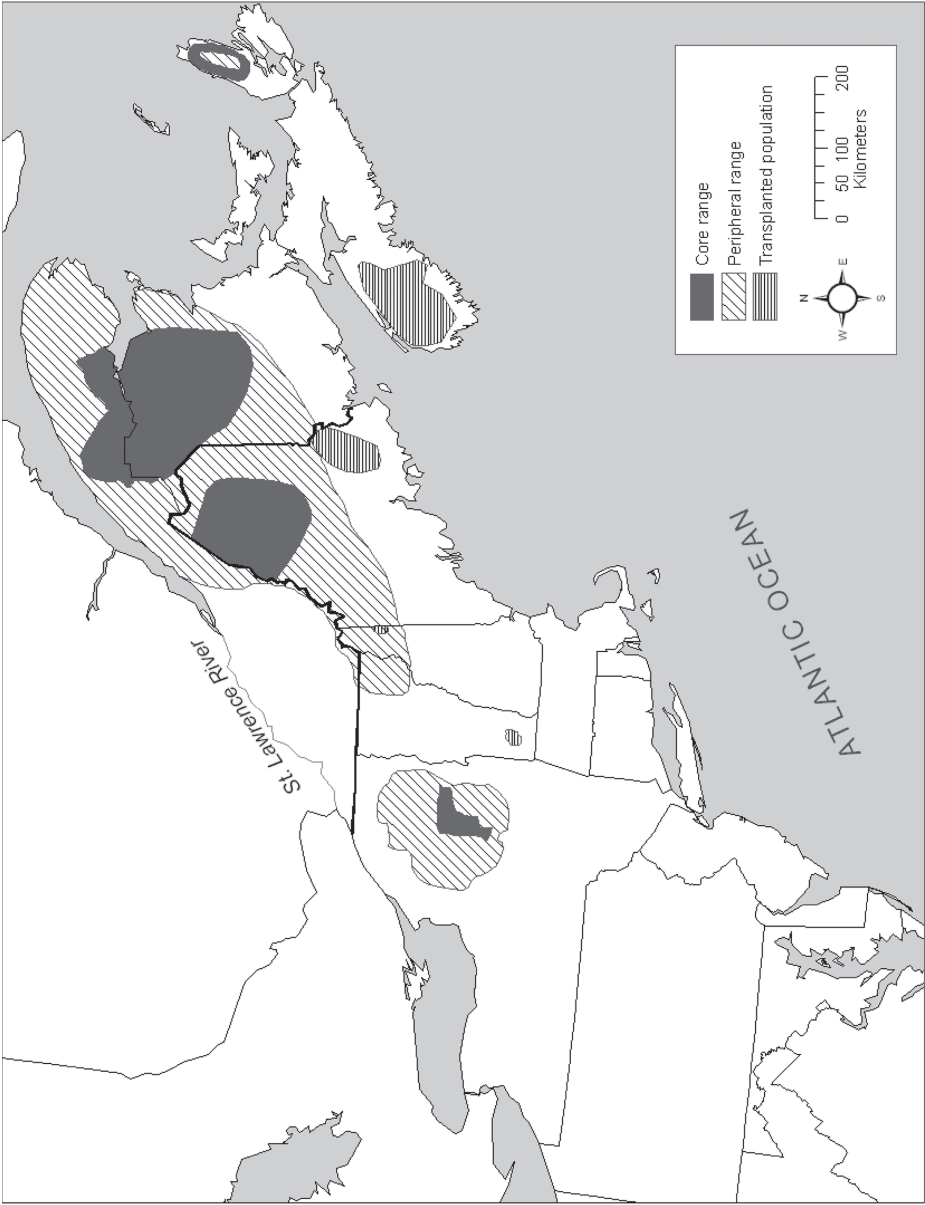 St. Lawrence River
ATLANTIC OCEAN
Core range
Peripheral range
Transplanted population
N
W
E
S
0 50 100 200
Kilometers